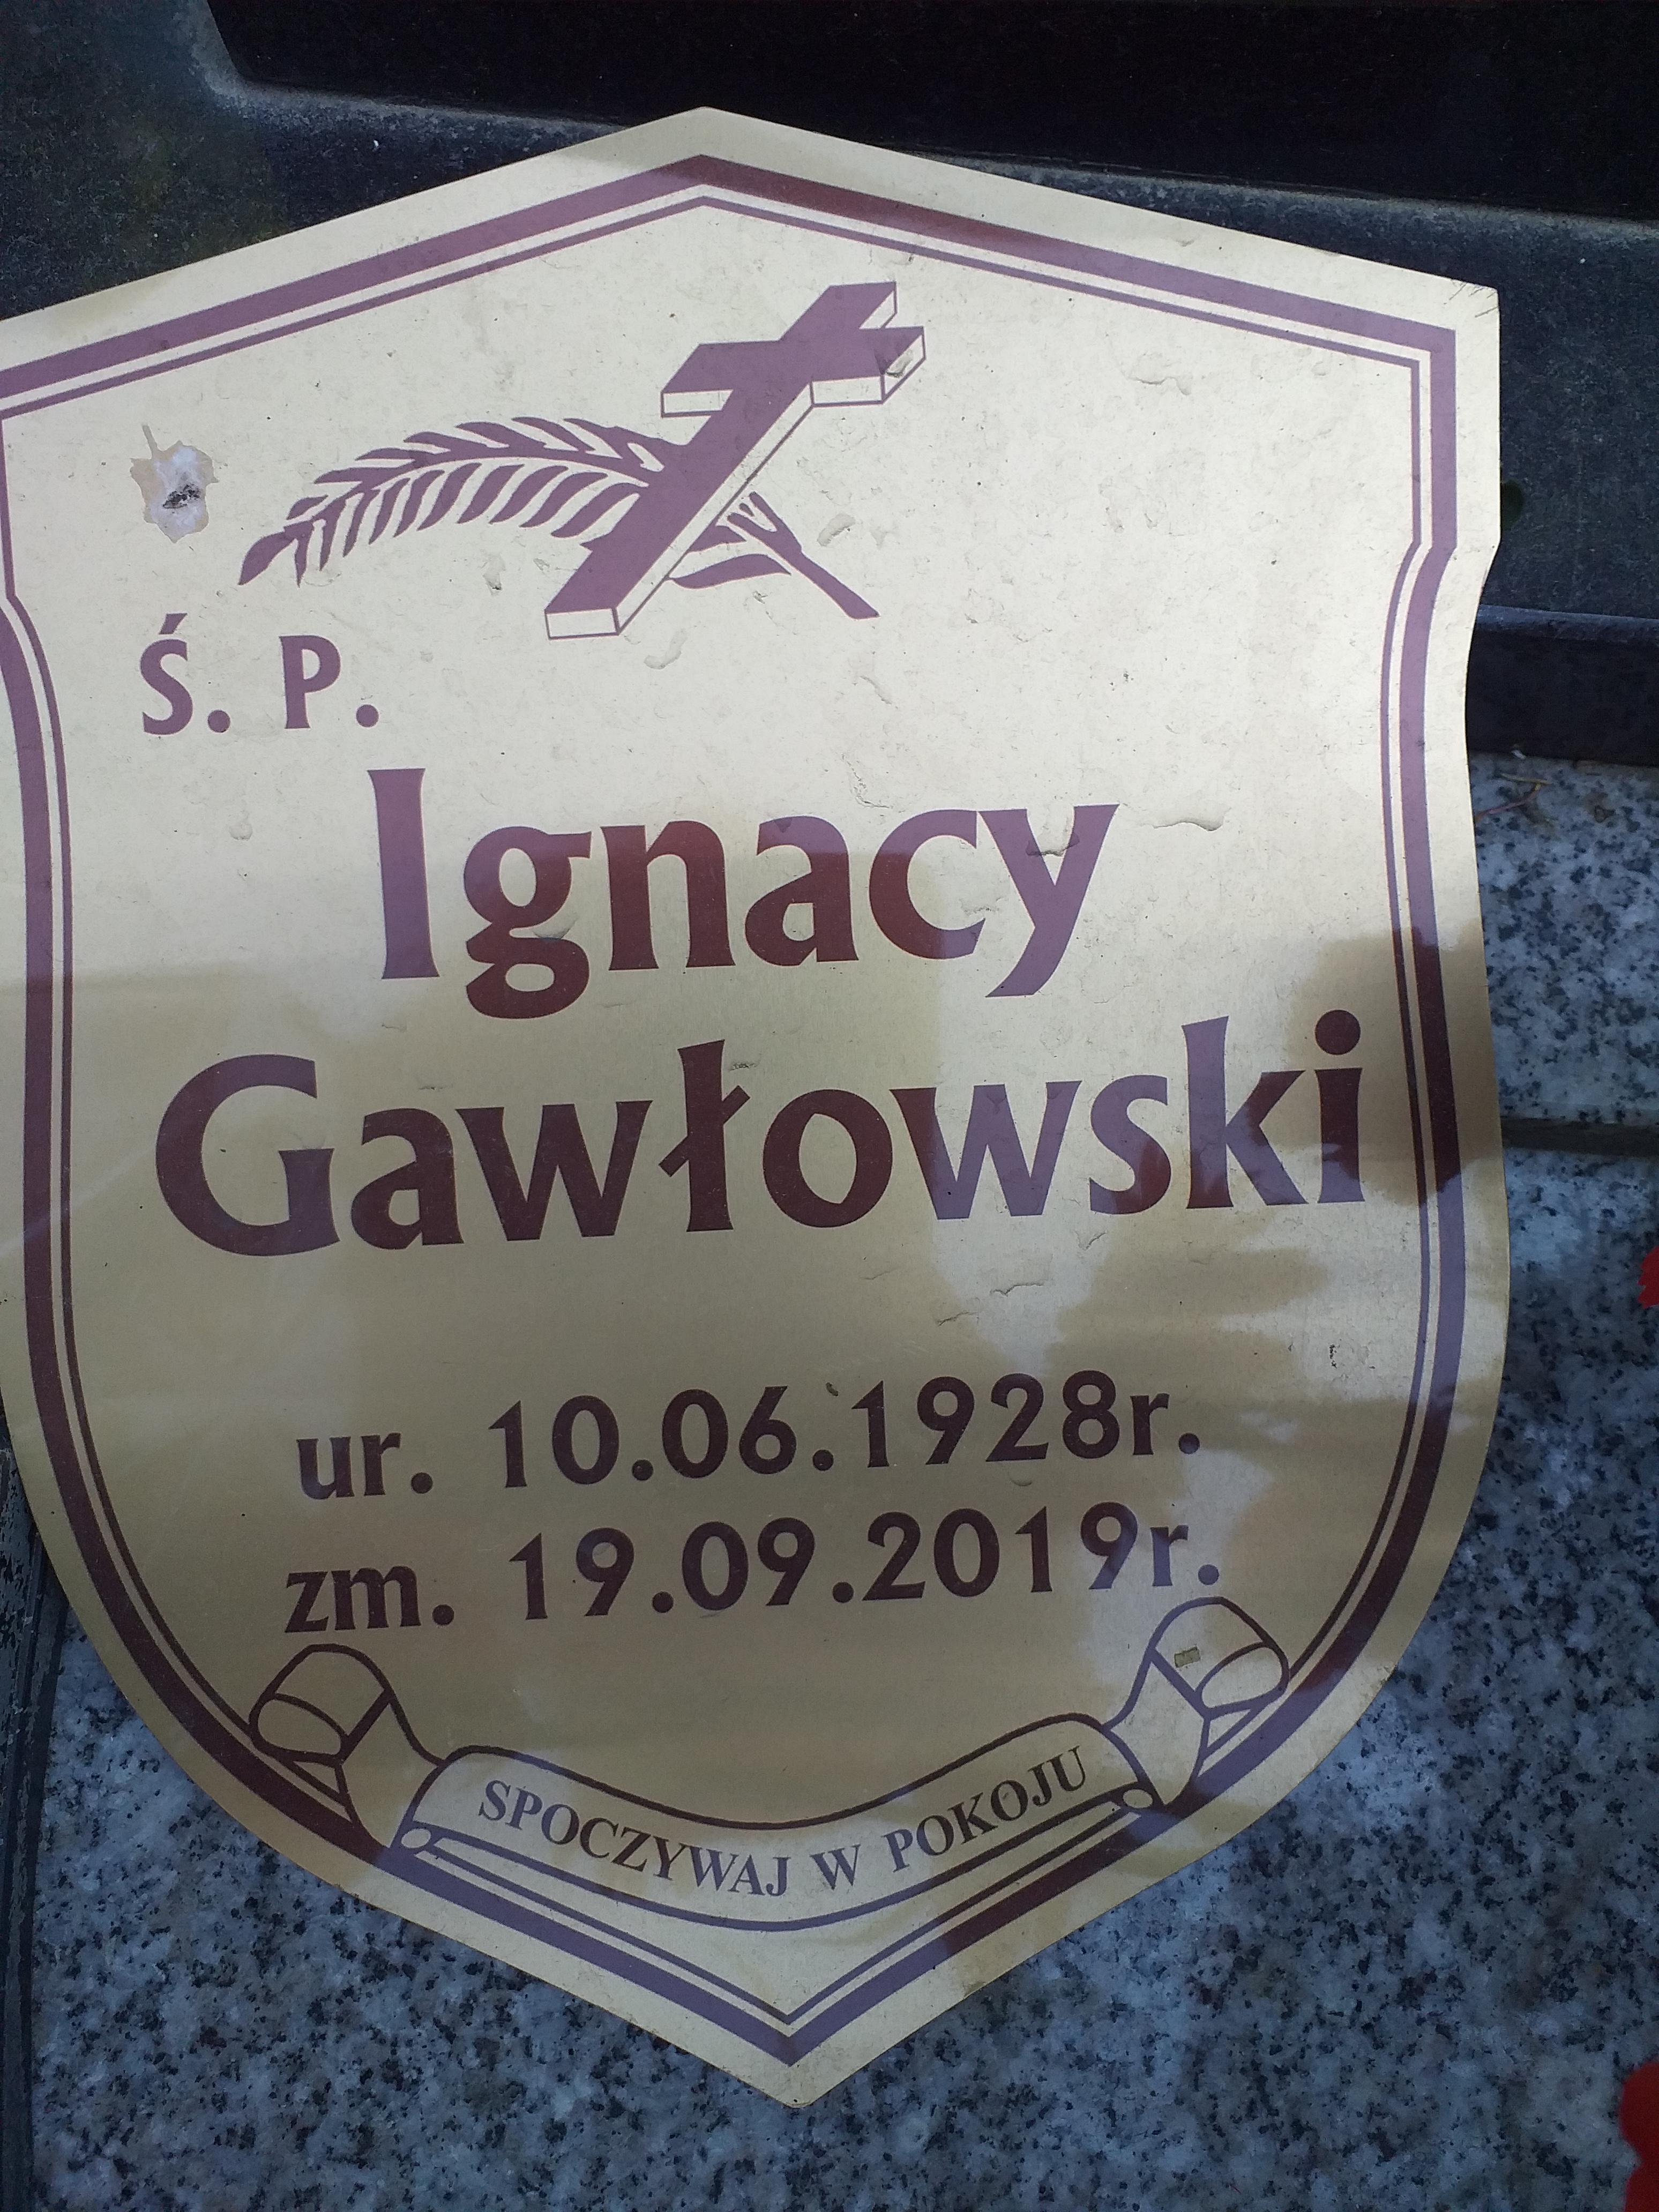 Ś. P.
Ignacy
Gawłowski
ur. 10.06.1928r.
zm. 19.09.2019r.
SPOCZYWAJ W POKOJU